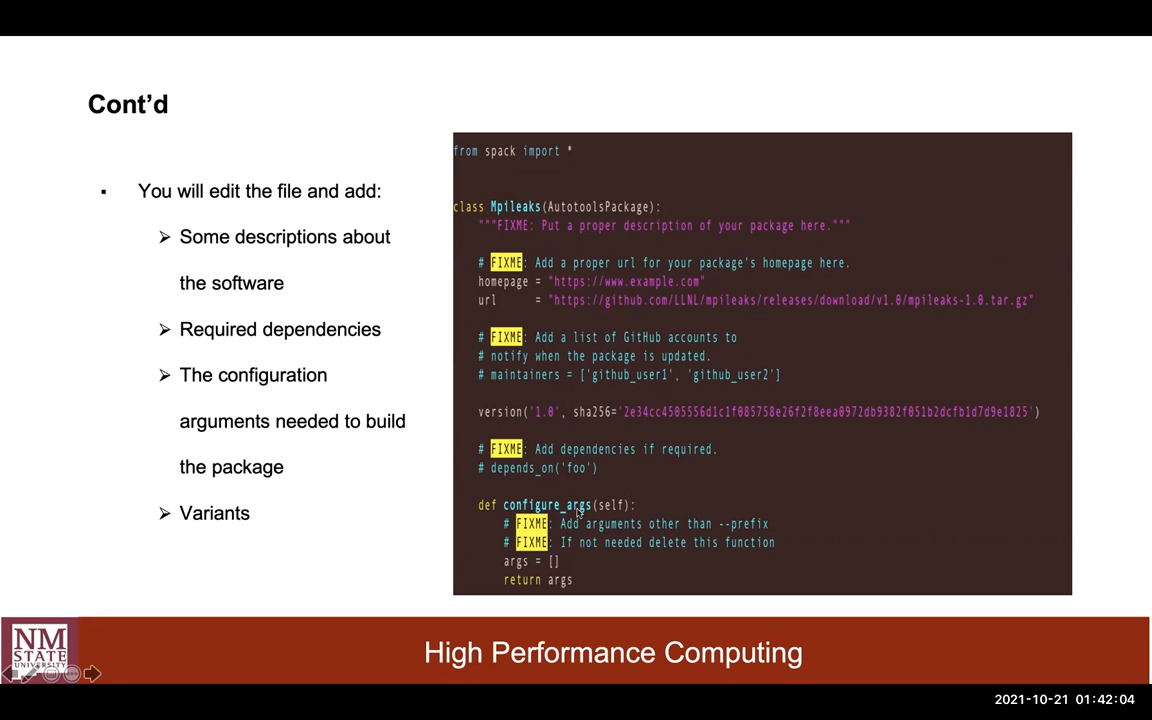 Cont'd
▪ You will edit the file and add:
➢ Some descriptions about
the software
➢ Required dependencies
➢ The configuration
arguments needed to build
the package
➢ Variants
from spack import *
class Mpileaks(AutotoolsPackage):
"""FIXME: Put a proper description of your package here."""
# FIXME: Add a proper url for your package's homepage here.
homepage = "https://www.example.com"
url      = "https://github.com/LLNL/mpileaks/releases/download/v1.0/mpileaks-1.0.tar.gz"
# FIXME: Add a list of GitHub accounts to
# notify when the package is updated.
# maintainers = ['github_user1', 'github_user2']
version('1.0', sha256='2e34cc4505556d1c1f085758e26f2f8eea0972db9382f051b2dcfb1d7d9e1825')
# FIXME: Add dependencies if required.
# depends_on('foo')
def configure_args(self):
# FIXME: Add arguments other than --prefix
# FIXME: If not needed delete this function
args = []
return args
NM
STATE
UNIVERSITY
High Performance Computing
2021-10-21 01:42:04